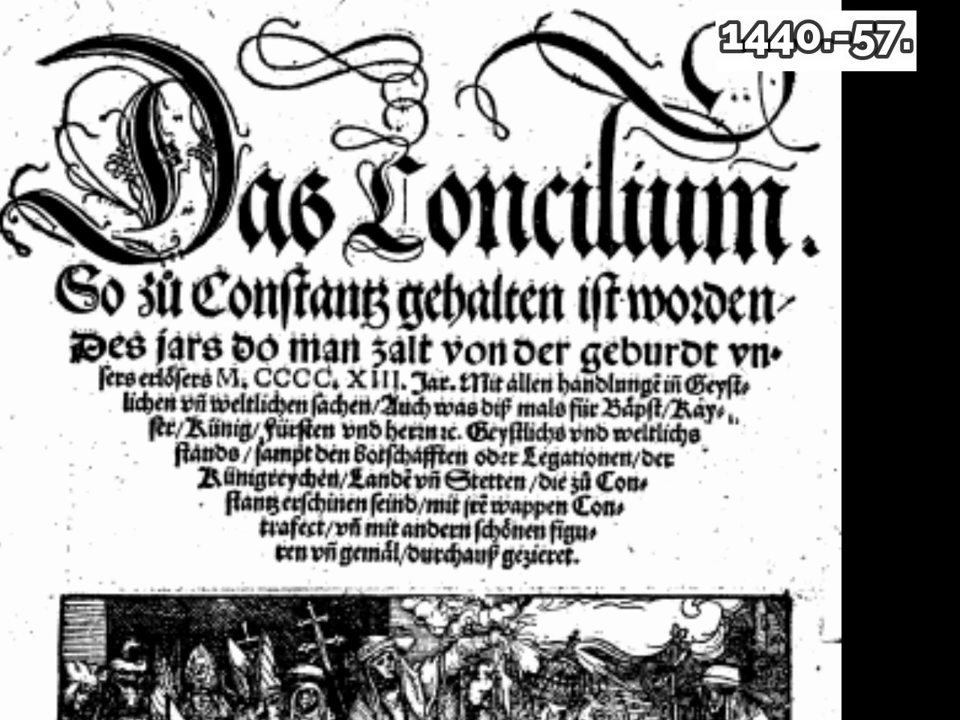 1440.-57.
Das Concilium.
So zů Constantz gehalten ist worden/
Des jars do man zalt von der geburdt vn-
sers erlösers M. CCCC. XIII. Jar. Mit allen handlungē iñ Geyst-
lichen vñ weltlichen sachen/Auch was diß mals für Bäpst/Kay-
ser/Künig/Fürsten vnd herrn ꝛc. Geystlichs vnd weltlichs
stands/sampt den botschafften oder Legationen/der
Künigreychen/Landē vñ Stetten/die zů Con-
stantz erschinen seind/mit jrē wappen Con-
trafect/vñ mit andern schönen figu-
ren vñ gemäl/durchauß gezieret.